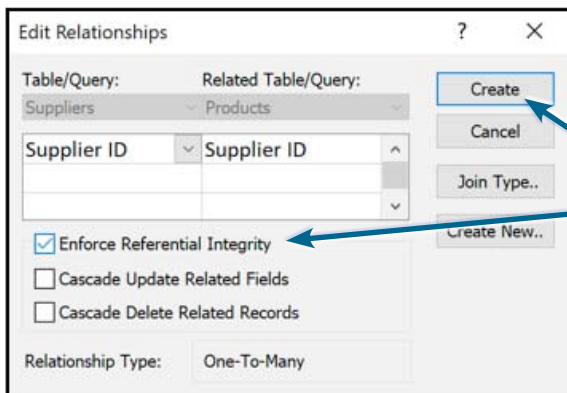 Edit Relationships ?
Table/Query: Related Table/Query:
Suppliers Products
Supplier ID Supplier ID
Enforce Referential Integrity
Cascade Update Related Fields
Cascade Delete Related Records
Relationship Type: One-To-Many
Create
Cancel
Join Type..
Create New..